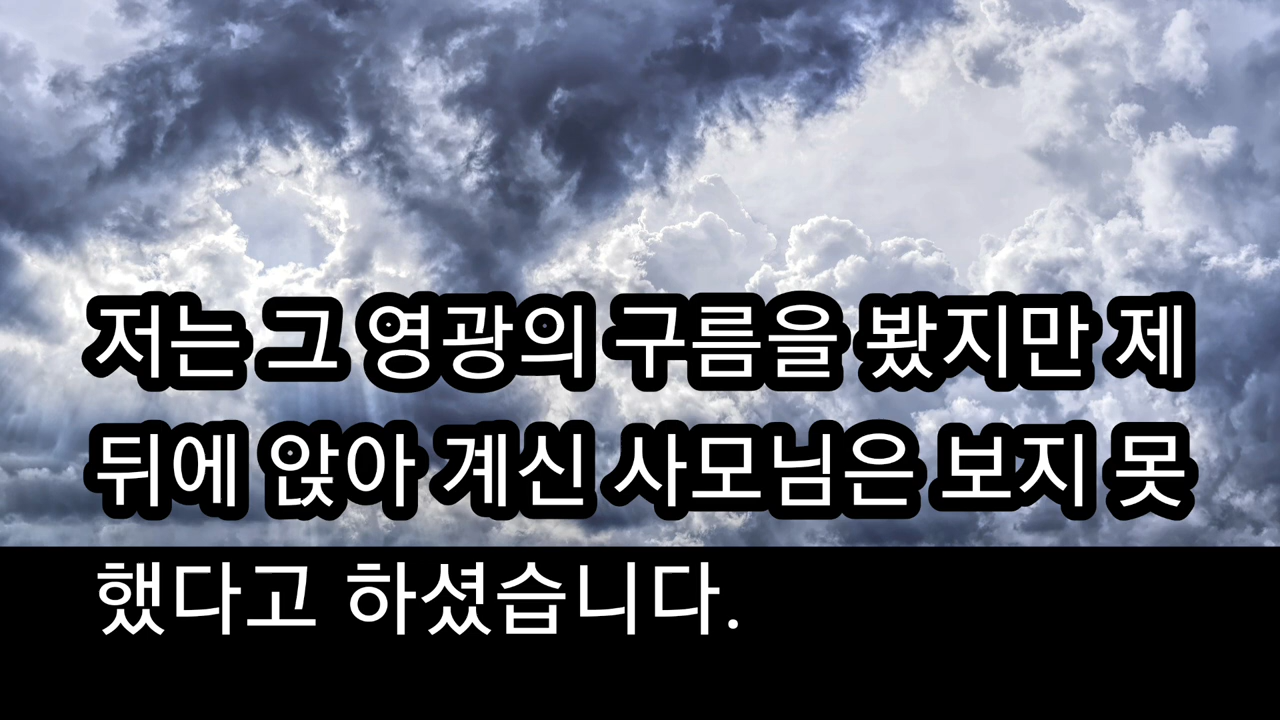 저는 그 영광의 구름을 봤지만 제
뒤에 앉아 계신 사모님은 보지 못
했다고 하셨습니다.